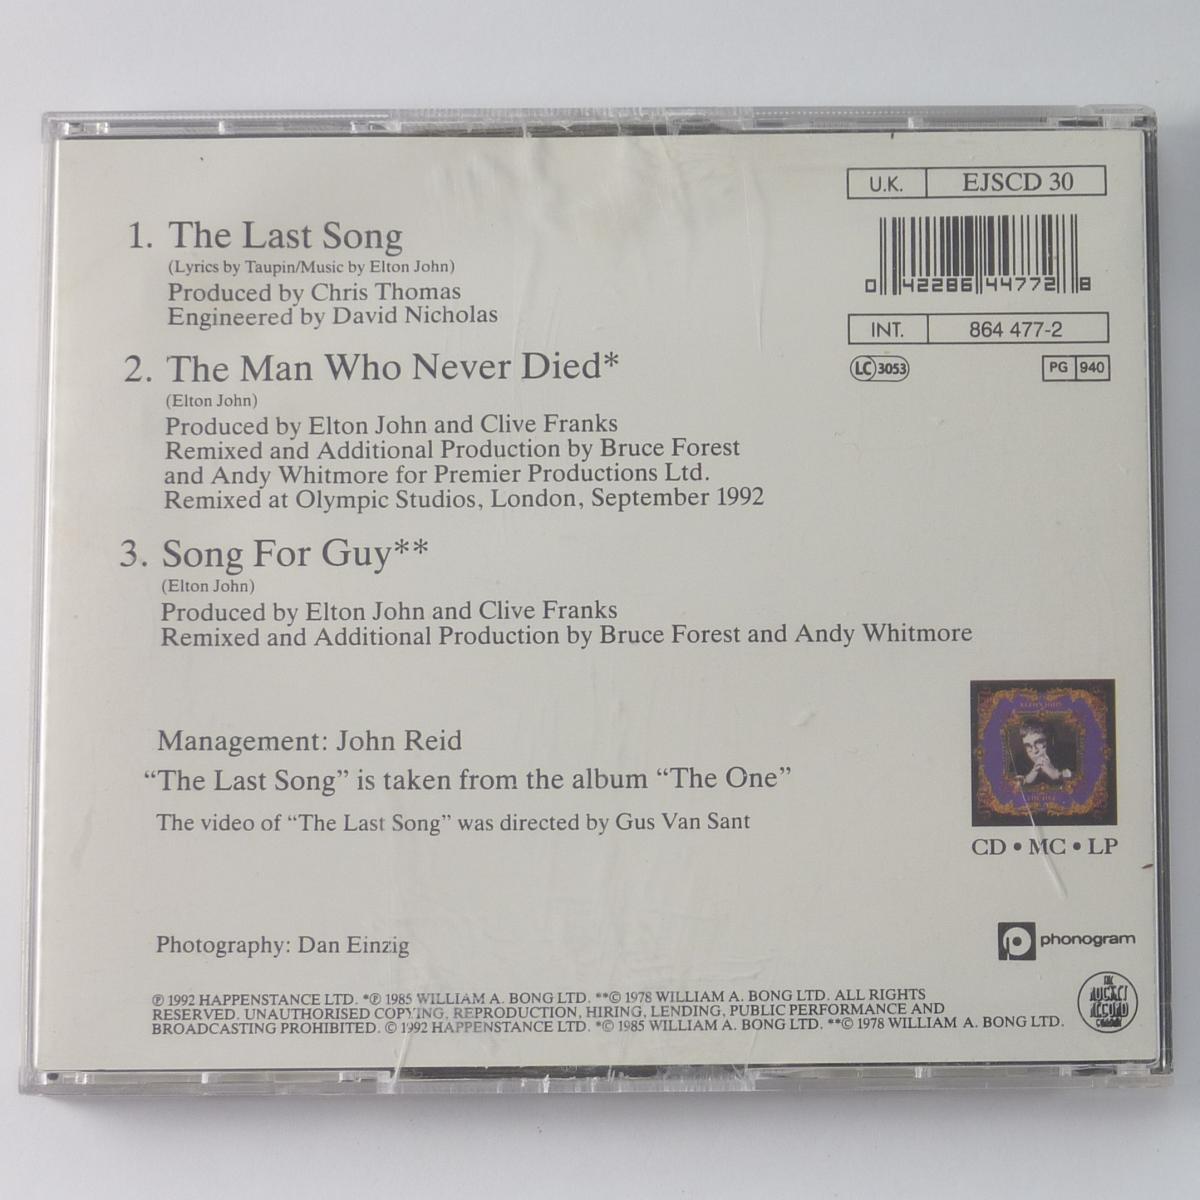 U.K. EJSCD 30
0 42286 44772 8
INT. 864 477-2
LC 3053
PG 940
1. The Last Song
(Lyrics by Taupin/Music by Elton John)
Produced by Chris Thomas
Engineered by David Nicholas
2. The Man Who Never Died*
(Elton John)
Produced by Elton John and Clive Franks
Remixed and Additional Production by Bruce Forest
and Andy Whitmore for Premier Productions Ltd.
Remixed at Olympic Studios, London, September 1992
3. Song For Guy**
(Elton John)
Produced by Elton John and Clive Franks
Remixed and Additional Production by Bruce Forest and Andy Whitmore
Management: John Reid
“The Last Song” is taken from the album “The One”
The video of “The Last Song” was directed by Gus Van Sant
ELTON JOHN
THE ONE
CD • MC • LP
Photography: Dan Einzig
phonogram
THE
ROCKET
RECORD
COMPANY
℗ 1992 HAPPENSTANCE LTD. *℗ 1985 WILLIAM A. BONG LTD. **© 1978 WILLIAM A. BONG LTD. ALL RIGHTS
RESERVED. UNAUTHORISED COPYING, REPRODUCTION, HIRING, LENDING, PUBLIC PERFORMANCE AND
BROADCASTING PROHIBITED. © 1992 HAPPENSTANCE LTD. *© 1985 WILLIAM A. BONG LTD. **© 1978 WILLIAM A. BONG LTD.